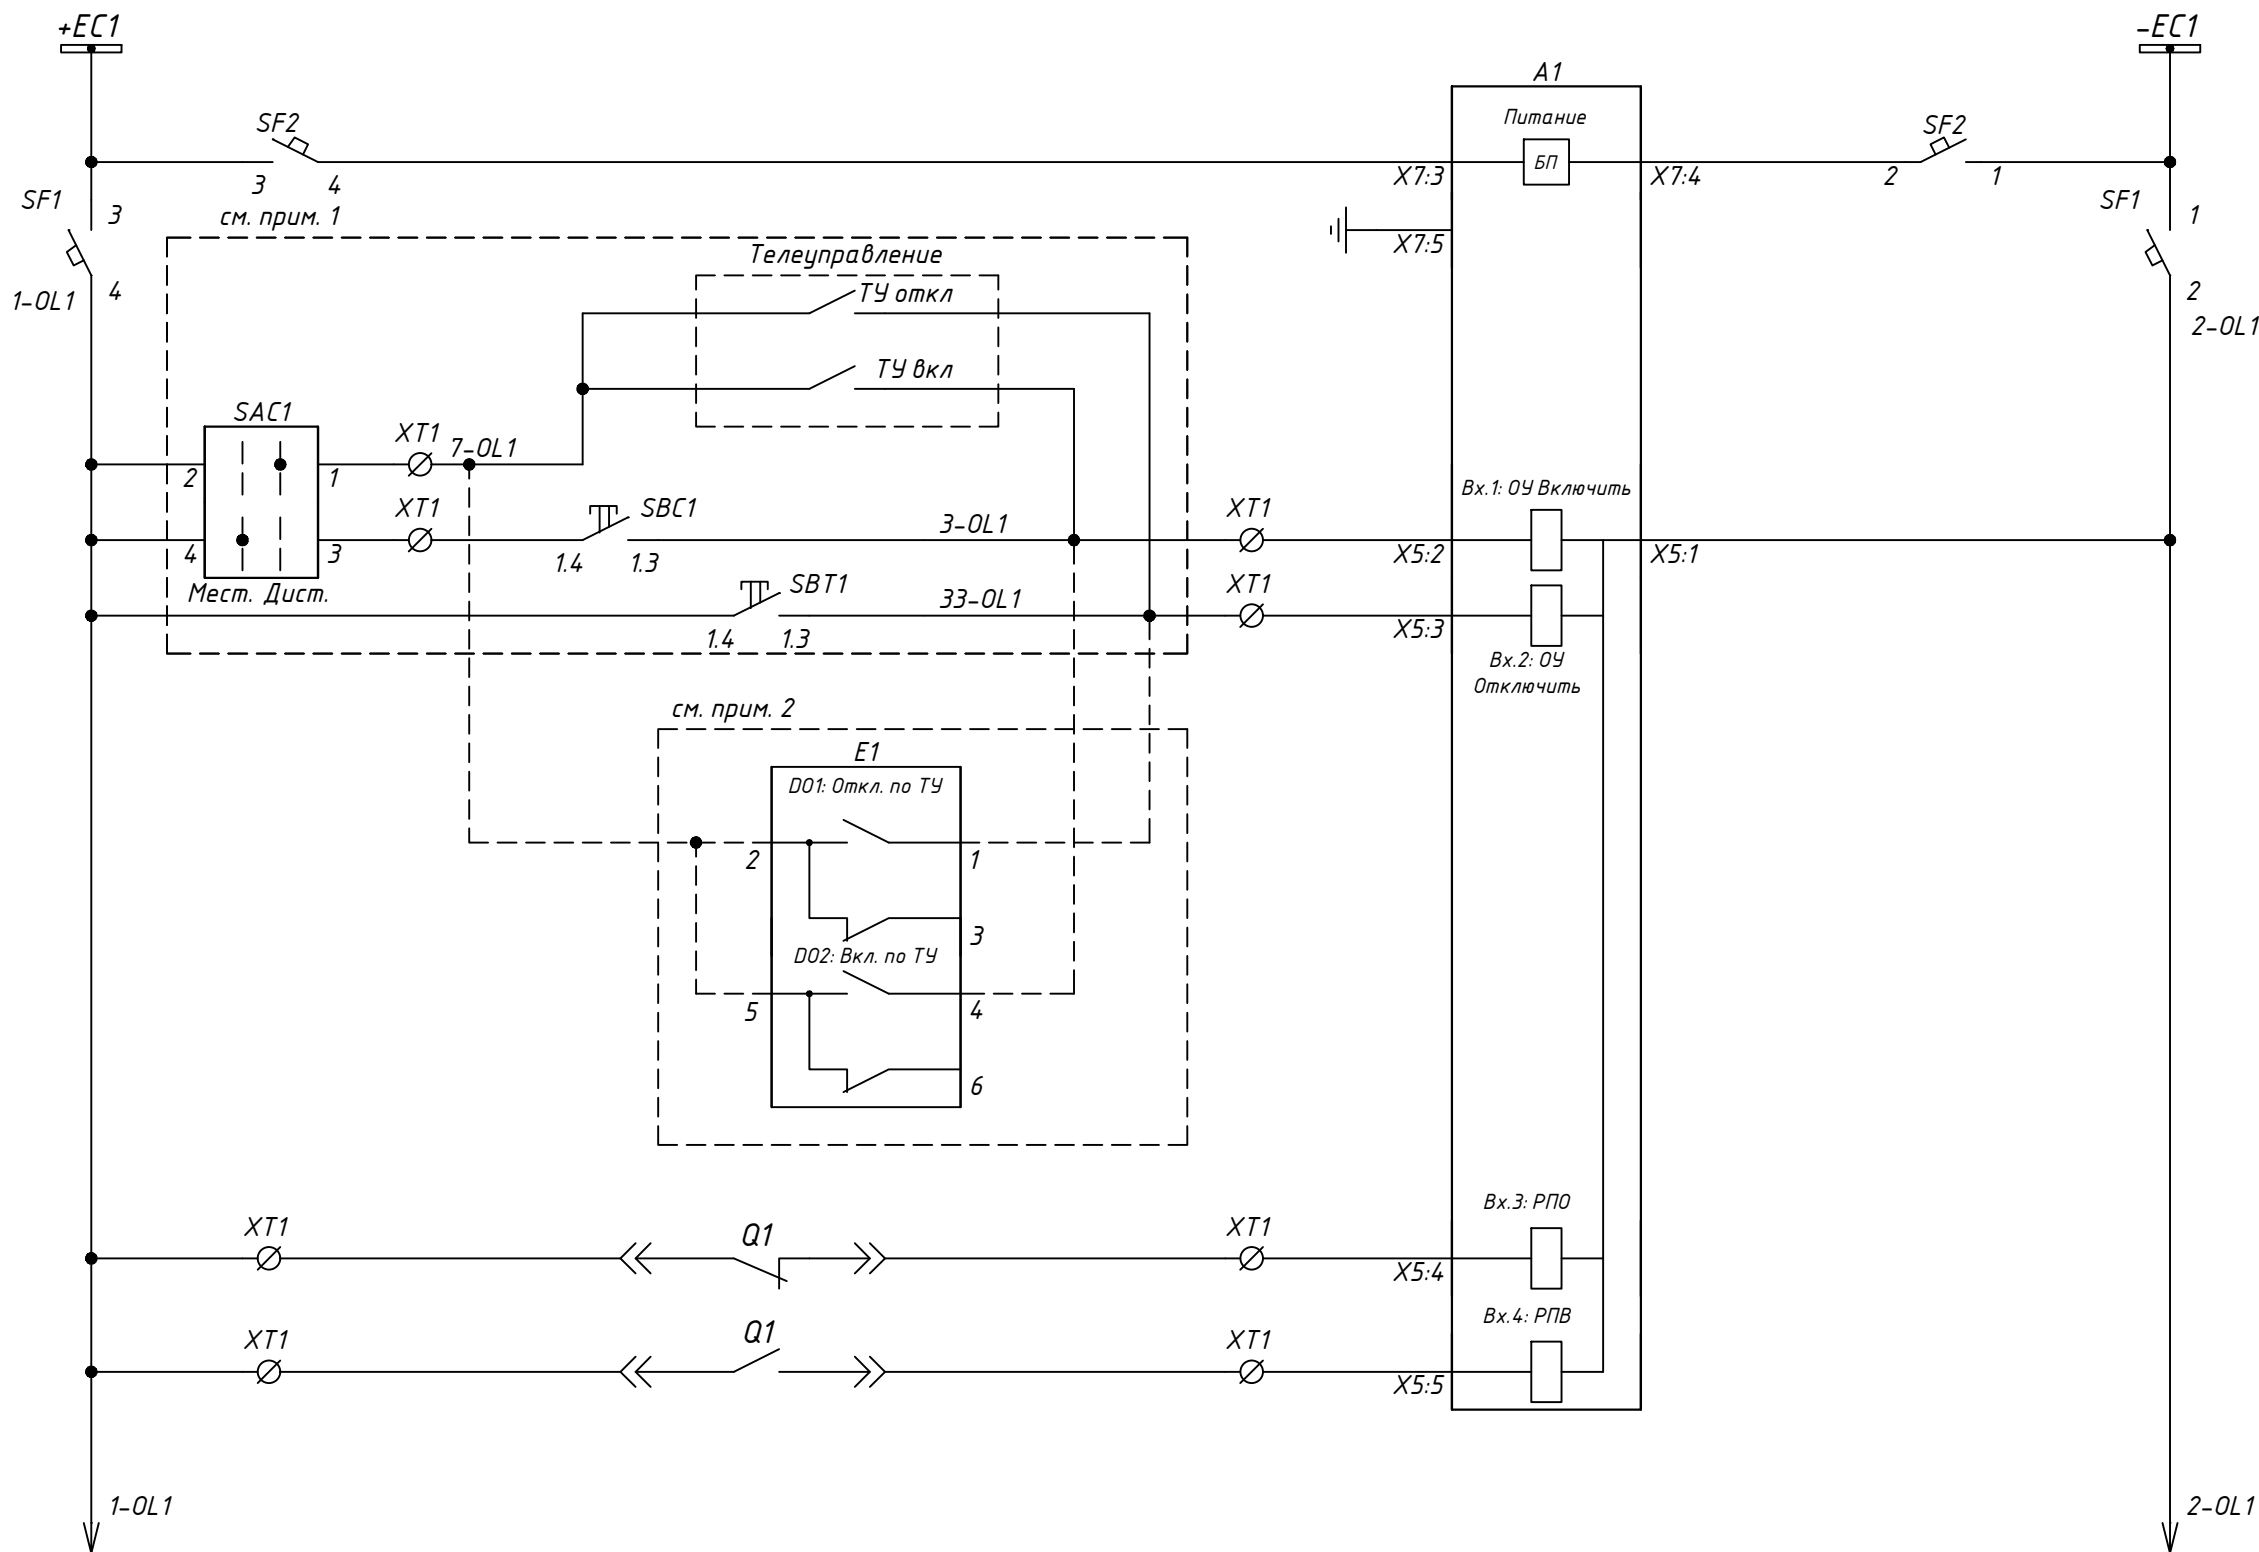 +ЕС1
-ЕС1
А1
Питание
SF2
SF2
БП
3
4
X7:3
X7:4
2
1
SF1
3
см. прим. 1
SF1
1
X7:5
Телеуправление
4
1-OL1
ТУ откл
2
2-OL1
ТУ вкл
SAC1
XT1
7-OL1
2
1
Вх.1: ОУ Включить
XT1
SBC1
3-OL1
XT1
4
3
1.4
1.3
X5:2
X5:1
Мест. Дист.
SBT1
33-OL1
XT1
1.4
1.3
X5:3
Вх.2: ОУ
Отключить
см. прим. 2
E1
DO1: Откл. по ТУ
2
1
3
DO2: Вкл. по ТУ
5
4
6
Вх.3: РПО
XT1
Q1
XT1
X5:4
Вх.4: РПВ
XT1
Q1
XT1
X5:5
1-OL1
2-OL1